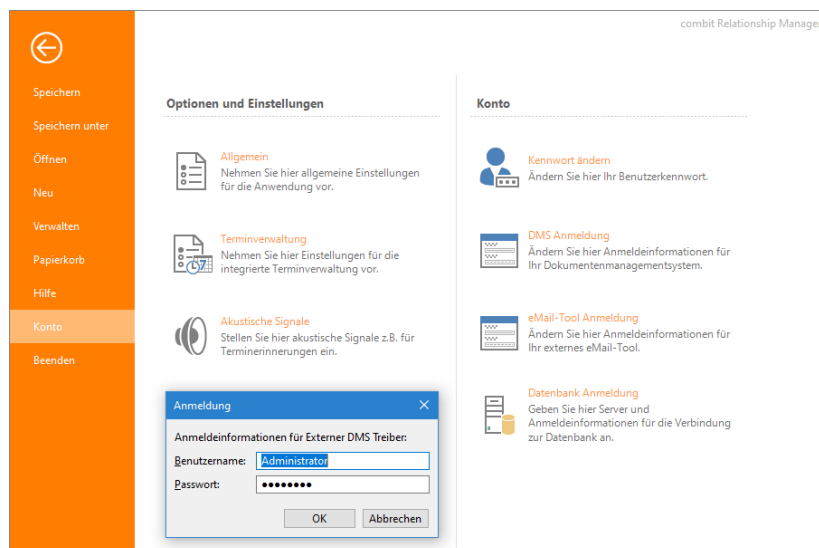 combit Relationship Manage
Speichern
Speichern unter
Öffnen
Neu
Verwalten
Papierkorb
Hilfe
Konto
Beenden
Optionen und Einstellungen
Allgemein
Nehmen Sie hier allgemeine Einstellungen
für die Anwendung vor.
Terminverwaltung
Nehmen Sie hier Einstellungen für die
integrierte Terminverwaltung vor.
Akustische Signale
Stellen Sie hier akustische Signale z.B. für
Terminerinnerungen ein.
Konto
Kennwort ändern
Ändern Sie hier Ihr Benutzerkennwort.
DMS Anmeldung
Ändern Sie hier Anmeldeinformationen für
Ihr Dokumentenmanagementsystem.
eMail-Tool Anmeldung
Ändern Sie hier Anmeldeinformationen für
Ihr externes eMail-Tool.
Datenbank Anmeldung
Geben Sie hier Server und
Anmeldeinformationen für die Verbindung
zur Datenbank an.
Anmeldung
Anmeldeinformationen für Externer DMS Treiber:
Benutzername: Administrator
Passwort: ●●●●●●●●
OK Abbrechen